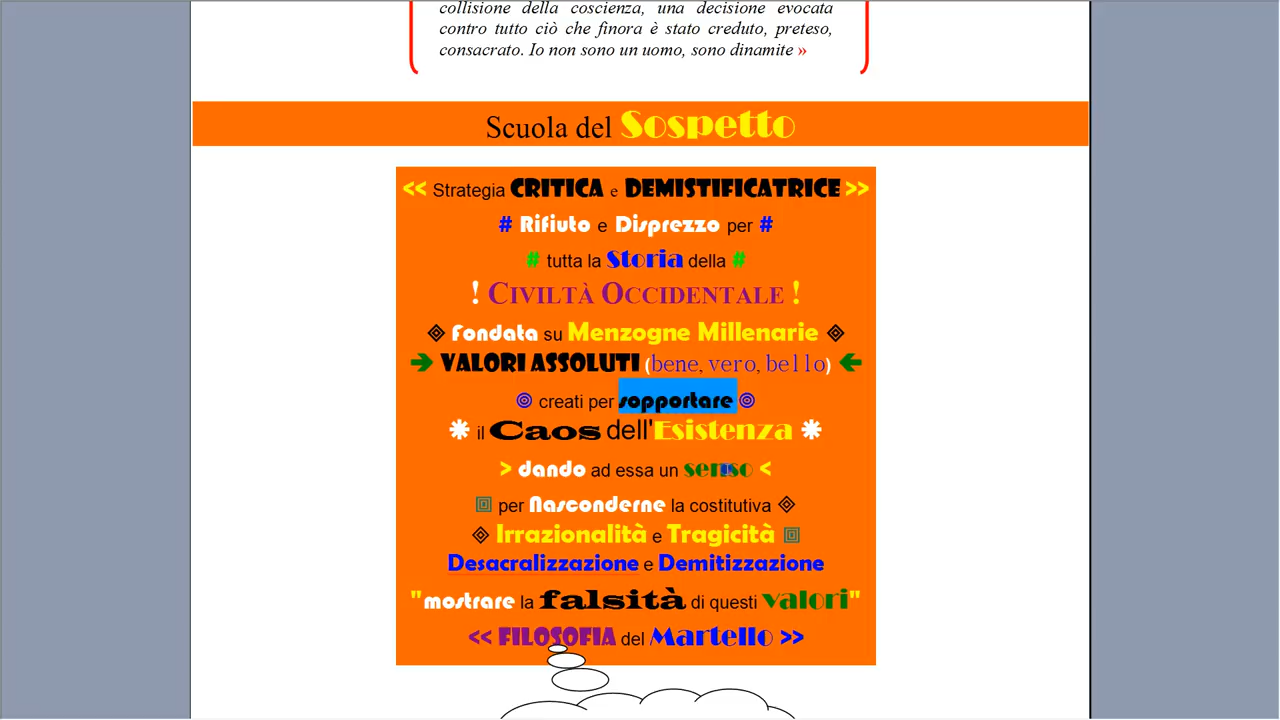 collisione della coscienza, una decisione evocata
contro tutto ciò che finora è stato creduto, preteso,
consacrato. Io non sono un uomo, sono dinamite »
Scuola del Sospetto
<< Strategia CRITICA e DEMISTIFICATRICE >>
# Rifiuto e Disprezzo per #
# tutta la Storia della #
! CIVILTÀ OCCIDENTALE !
Fondata su Menzogne Millenarie
→ VALORI ASSOLUTI (bene, vero, bello) ←
creati per sopportare
✱ il Caos dell'Esistenza ✱
> dando ad essa un senso <
per Nasconderne la costitutiva
Irrazionalità e Tragicità
Desacralizzazione e Demitizzazione
"mostrare la falsità di questi valori"
<< FILOSOFIA del Martello >>